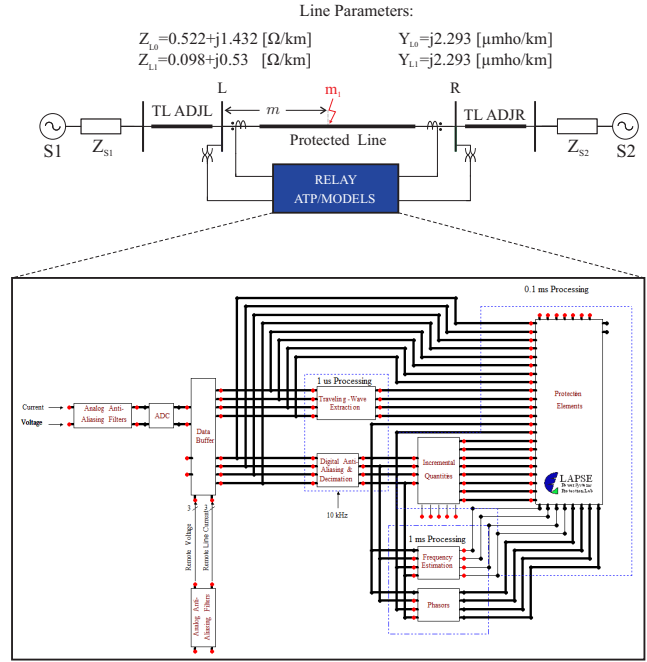 Line Parameters:
Z_L0=0.522+j1.432 [Ω/km] Y_L0=j2.293 [µmho/km]
Z_L1=0.098+j0.53 [Ω/km] Y_L1=j2.293 [µmho/km]
L m m_1 R
TL ADJL TL ADJR
Protected Line
S1 Z_S1 Z_S2 S2
RELAY
ATP/MODELS
0.1 ms Processing
1 us Processing
Traveling-Wave
Extraction
Current
Voltage
Analog Anti-
Aliasing Filters
ADC
Data
Buffer
Protection
Elements
Digital Anti-
Aliasing &
Decimation
Incremental
Quantities
LAPSE
Power Systems
Protection Lab
10 kHz
3
3
Remote Voltage
Remote Line Current
1 ms Processing
Frequency
Estimation
Phasors
Analog Anti-
Aliasing Filters